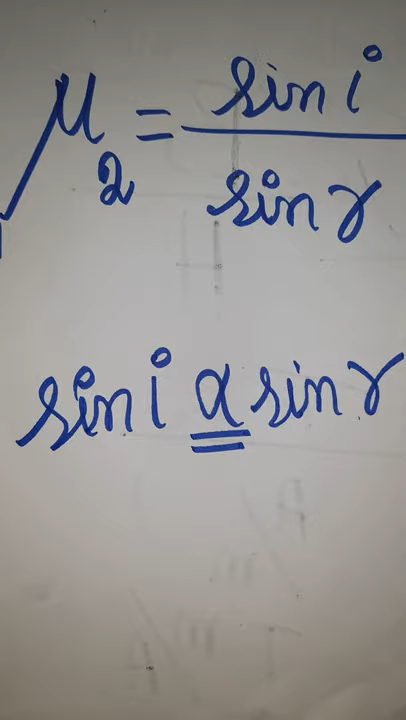 μ₂ = sin i / sin r
sin i α sin r